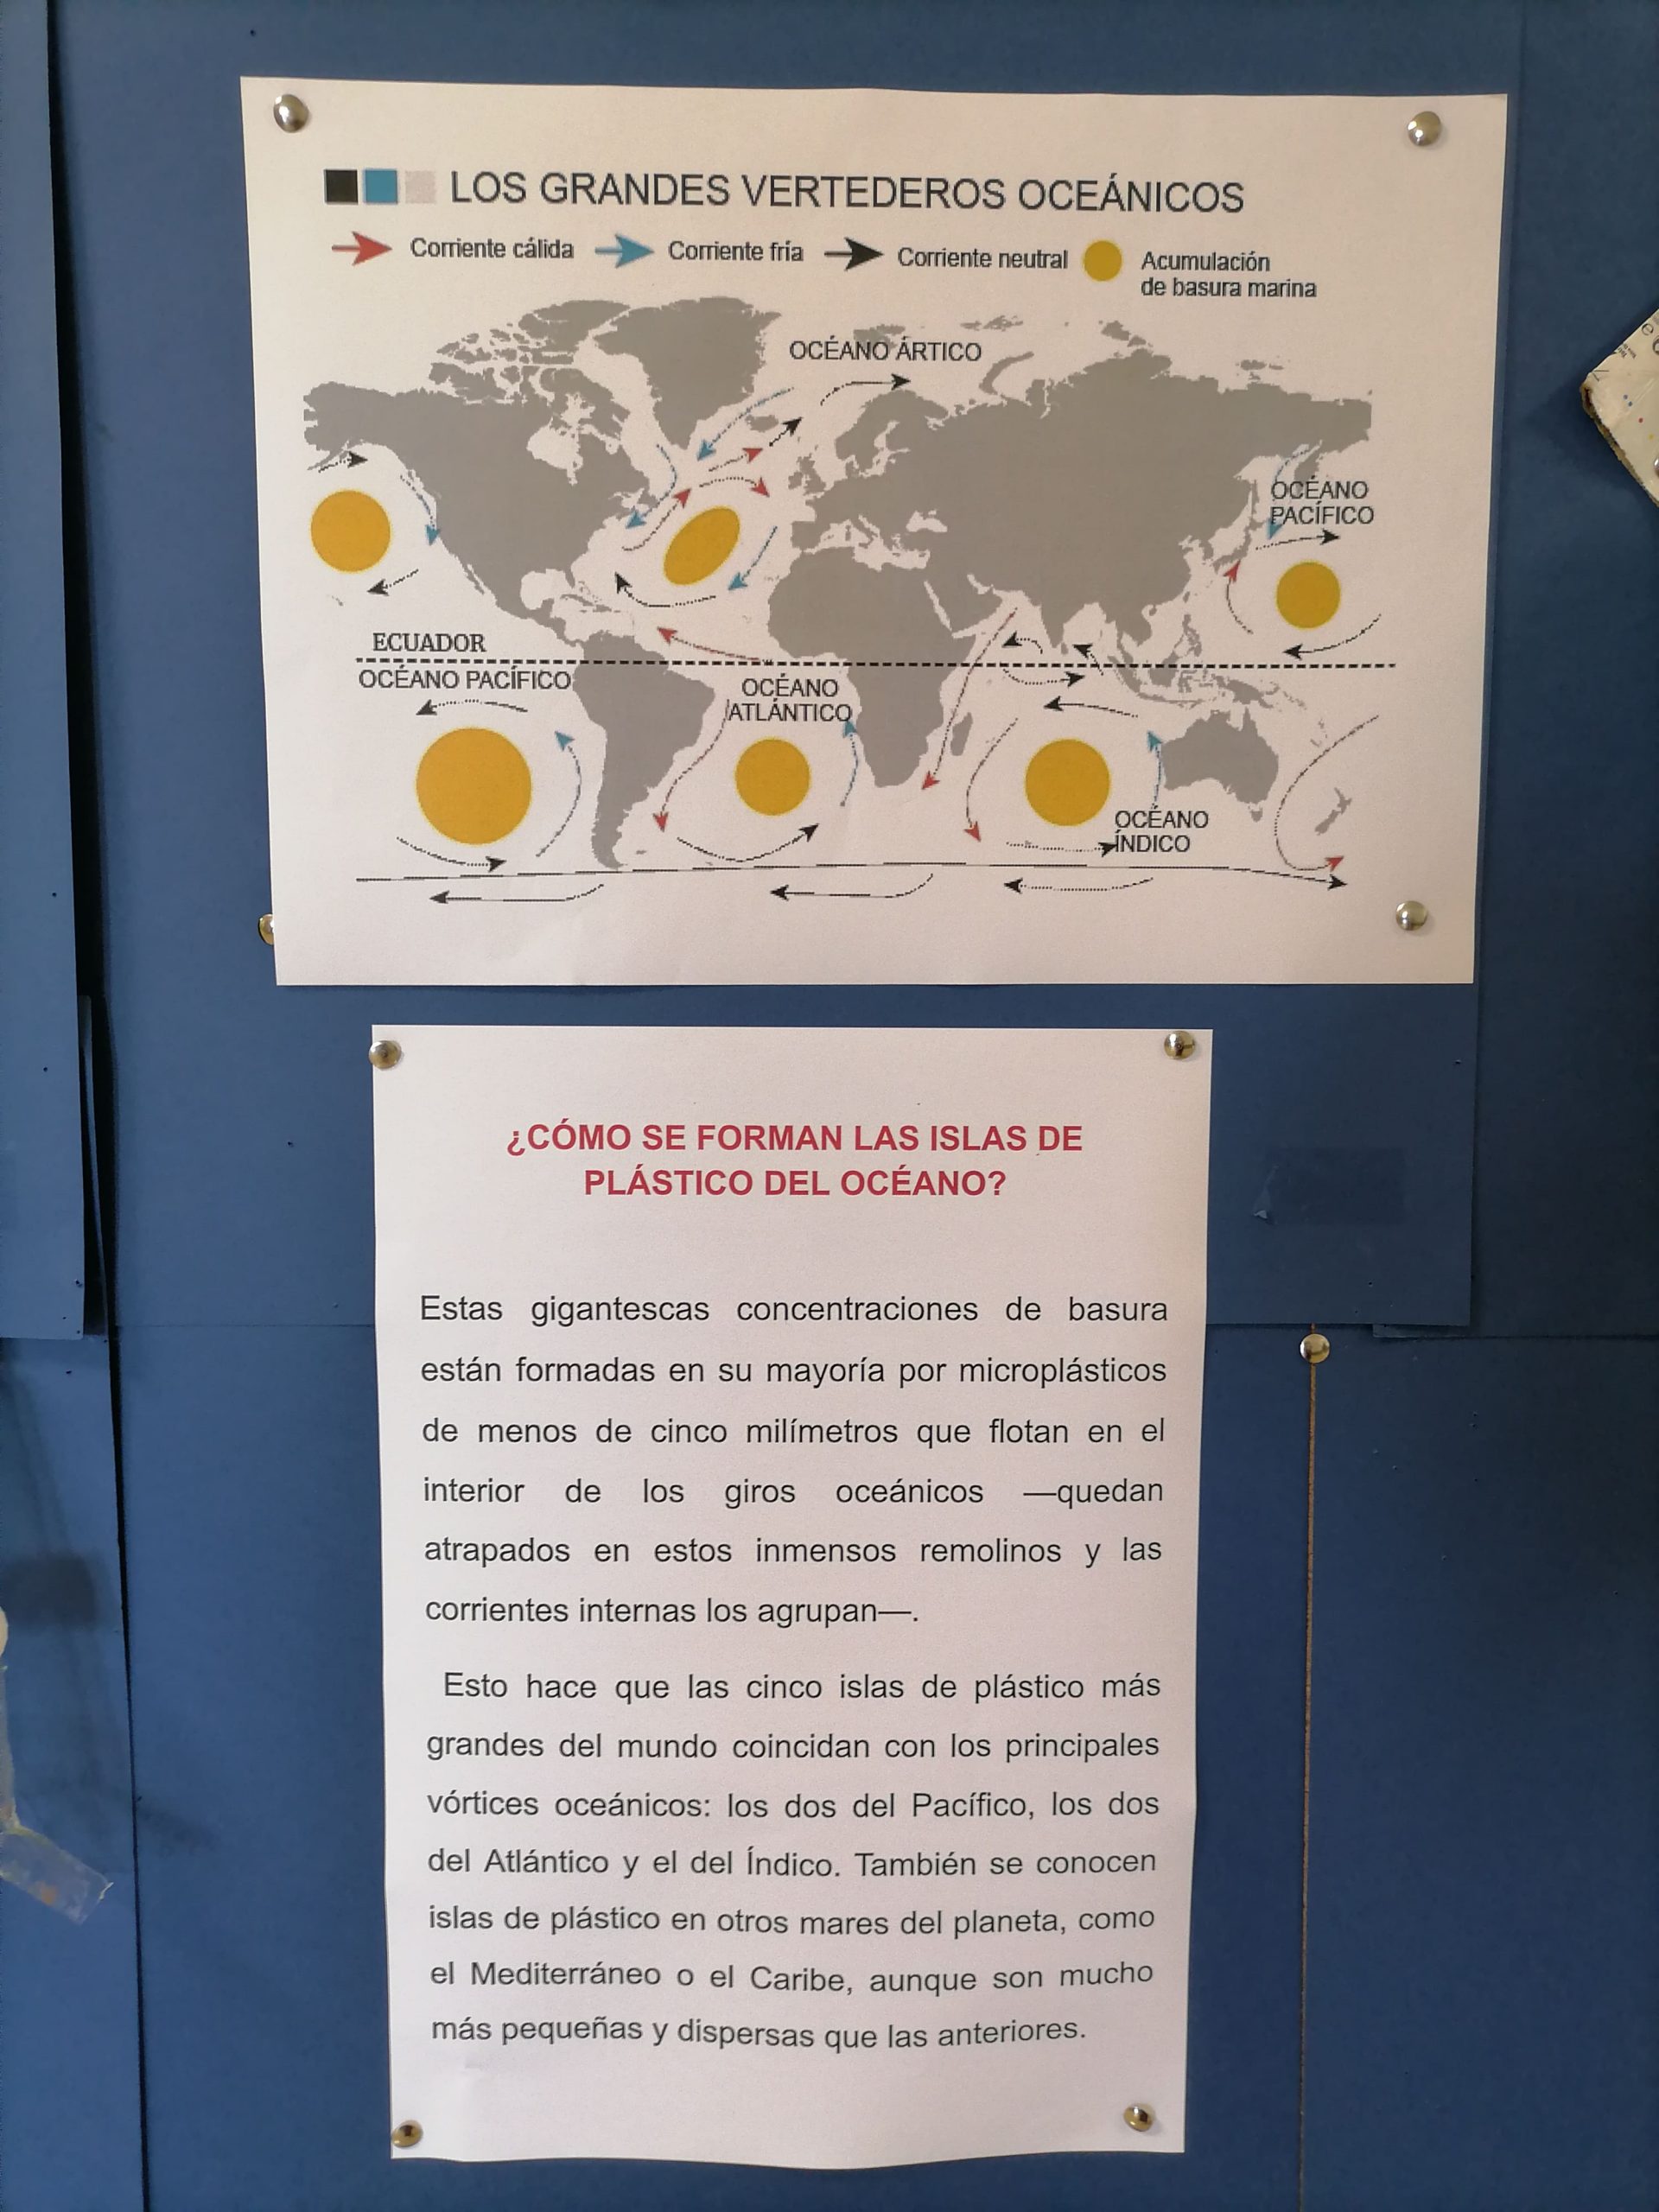 LOS GRANDES VERTEDEROS OCEÁNICOS
Corriente cálida
Corriente fría
Corriente neutral
Acumulación
de basura marina
OCÉANO ÁRTICO
OCÉANO
PACÍFICO
ECUADOR
OCÉANO PACÍFICO
OCÉANO
ATLÁNTICO
OCÉANO
ÍNDICO
¿CÓMO SE FORMAN LAS ISLAS DE
PLÁSTICO DEL OCÉANO?
Estas gigantescas concentraciones de basura
están formadas en su mayoría por microplásticos
de menos de cinco milímetros que flotan en el
interior de los giros oceánicos —quedan
atrapados en estos inmensos remolinos y las
corrientes internas los agrupan—.
Esto hace que las cinco islas de plástico más
grandes del mundo coincidan con los principales
vórtices oceánicos: los dos del Pacífico, los dos
del Atlántico y el del Índico. También se conocen
islas de plástico en otros mares del planeta, como
el Mediterráneo o el Caribe, aunque son mucho
más pequeñas y dispersas que las anteriores.